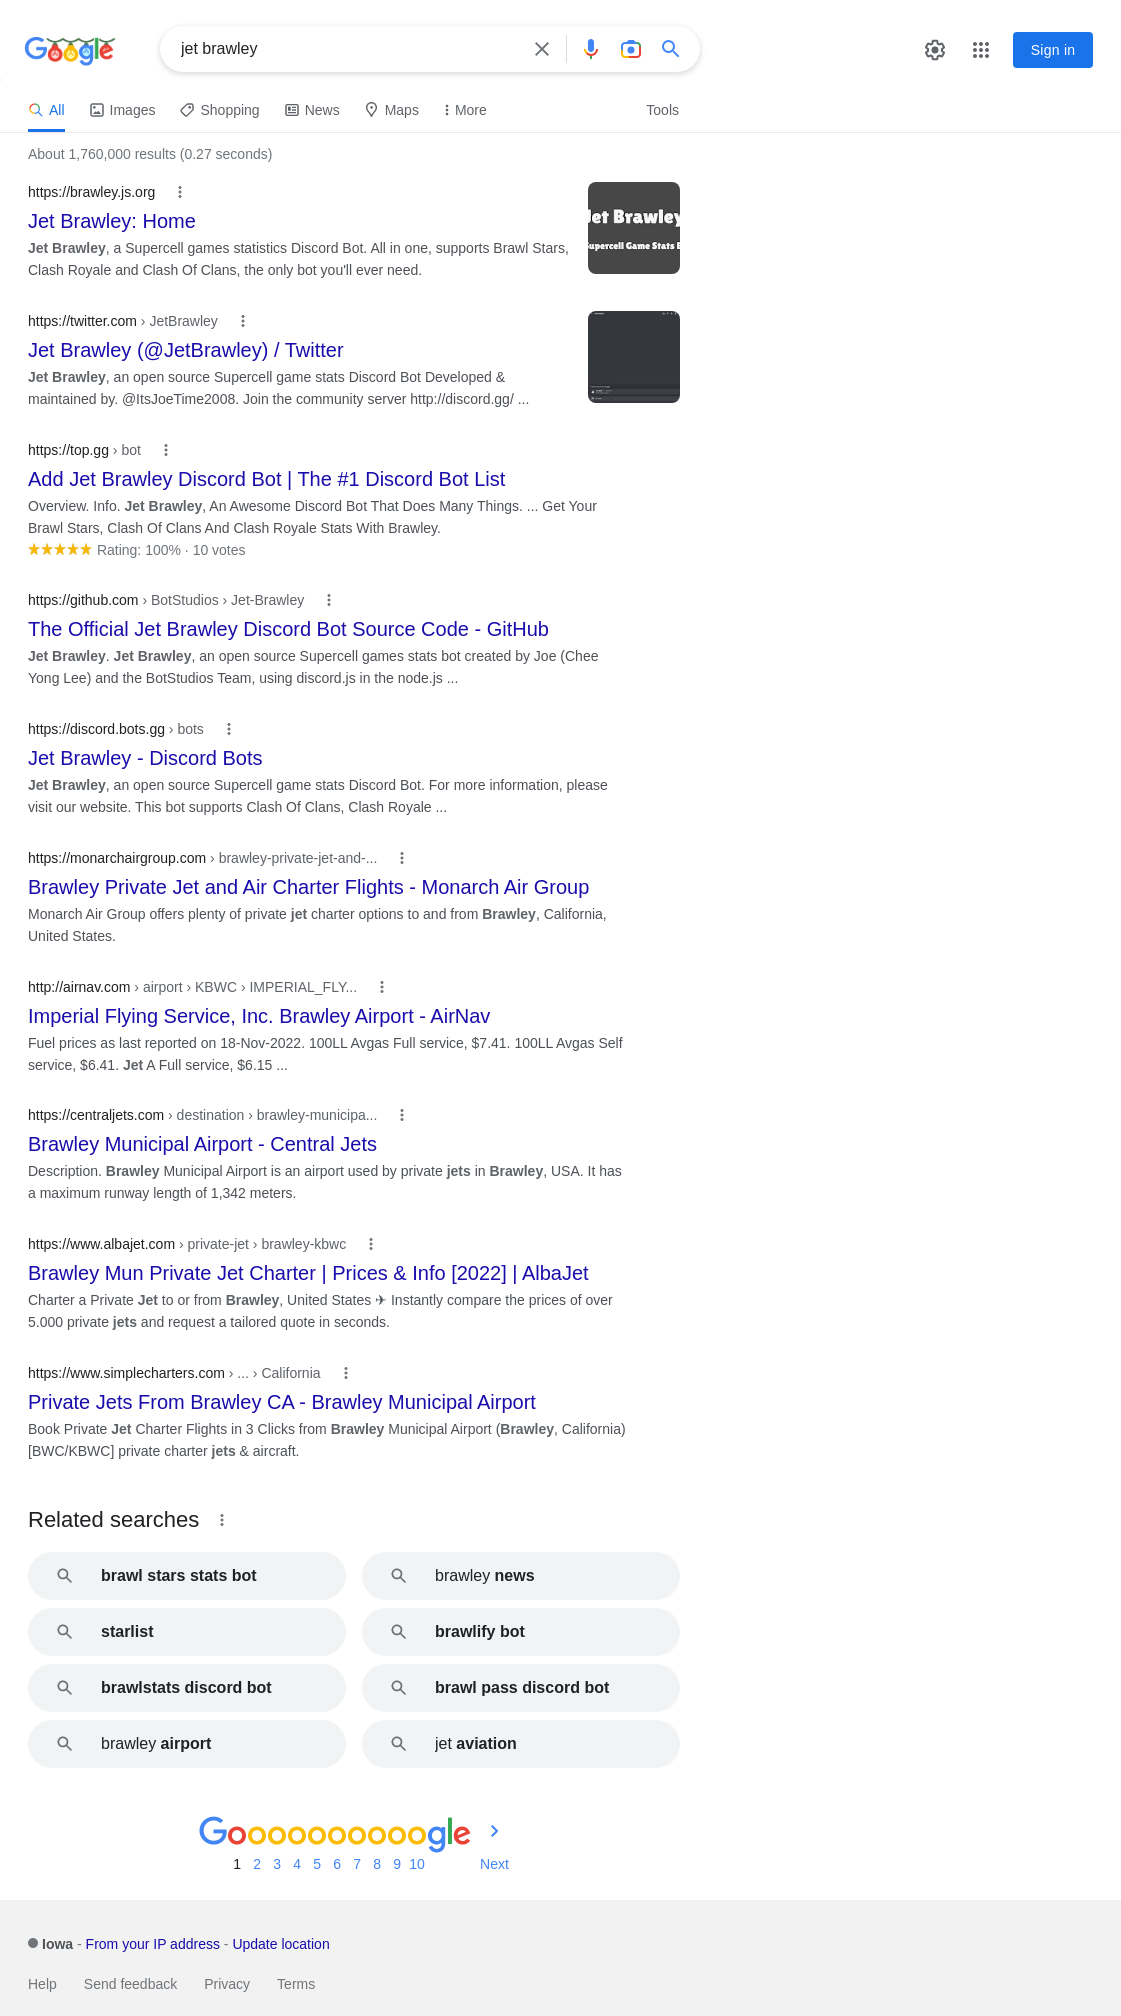 Google
jet brawley
Sign in
All Images Shopping News Maps More Tools
About 1,760,000 results (0.27 seconds)
https://brawley.js.org
Jet Brawley: Home
Jet Brawley, a Supercell games statistics Discord Bot. All in one, supports Brawl Stars,
Clash Royale and Clash Of Clans, the only bot you'll ever need.
Jet Brawley
Supercell Game Stats B
https://twitter.com › JetBrawley
Jet Brawley (@JetBrawley) / Twitter
Jet Brawley, an open source Supercell game stats Discord Bot Developed &
maintained by. @ItsJoeTime2008. Join the community server http://discord.gg/ ...
https://top.gg › bot
Add Jet Brawley Discord Bot | The #1 Discord Bot List
Overview. Info. Jet Brawley, An Awesome Discord Bot That Does Many Things. ... Get Your
Brawl Stars, Clash Of Clans And Clash Royale Stats With Brawley.
Rating: 100% · 10 votes
https://github.com › BotStudios › Jet-Brawley
The Official Jet Brawley Discord Bot Source Code - GitHub
Jet Brawley. Jet Brawley, an open source Supercell games stats bot created by Joe (Chee
Yong Lee) and the BotStudios Team, using discord.js in the node.js ...
https://discord.bots.gg › bots
Jet Brawley - Discord Bots
Jet Brawley, an open source Supercell game stats Discord Bot. For more information, please
visit our website. This bot supports Clash Of Clans, Clash Royale ...
https://monarchairgroup.com › brawley-private-jet-and-...
Brawley Private Jet and Air Charter Flights - Monarch Air Group
Monarch Air Group offers plenty of private jet charter options to and from Brawley, California,
United States.
http://airnav.com › airport › KBWC › IMPERIAL_FLY...
Imperial Flying Service, Inc. Brawley Airport - AirNav
Fuel prices as last reported on 18-Nov-2022. 100LL Avgas Full service, $7.41. 100LL Avgas Self
service, $6.41. Jet A Full service, $6.15 ...
https://centraljets.com › destination › brawley-municipa...
Brawley Municipal Airport - Central Jets
Description. Brawley Municipal Airport is an airport used by private jets in Brawley, USA. It has
a maximum runway length of 1,342 meters.
https://www.albajet.com › private-jet › brawley-kbwc
Brawley Mun Private Jet Charter | Prices & Info [2022] | AlbaJet
Charter a Private Jet to or from Brawley, United States ✈ Instantly compare the prices of over
5.000 private jets and request a tailored quote in seconds.
https://www.simplecharters.com › ... › California
Private Jets From Brawley CA - Brawley Municipal Airport
Book Private Jet Charter Flights in 3 Clicks from Brawley Municipal Airport (Brawley, California)
[BWC/KBWC] private charter jets & aircraft.
Related searches
brawl stars stats bot
brawley news
starlist
brawlify bot
brawlstats discord bot
brawl pass discord bot
brawley airport
jet aviation
Goooooooooogle
1 2 3 4 5 6 7 8 9 10 Next
Iowa - From your IP address - Update location
Help Send feedback Privacy Terms